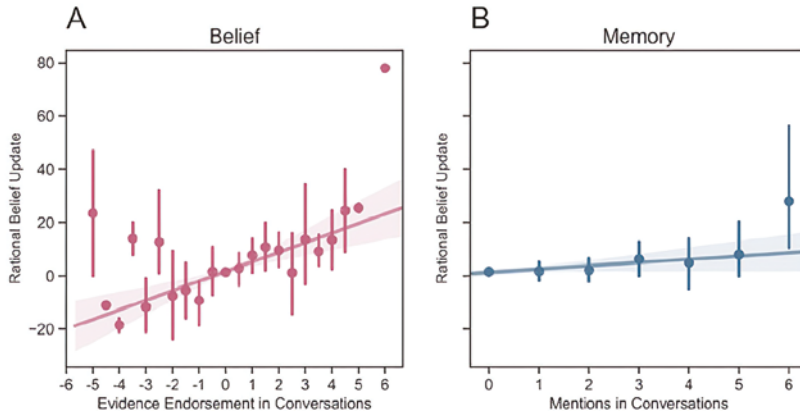 A
Belief
Rational Belief Update
80
60
40
20
0
−20
-6 -5 -4 -3 -2 -1 0 1 2 3 4 5 6
Evidence Endorsement in Conversations
B
Memory
Rational Belief Update
0 1 2 3 4 5 6
Mentions in Conversations